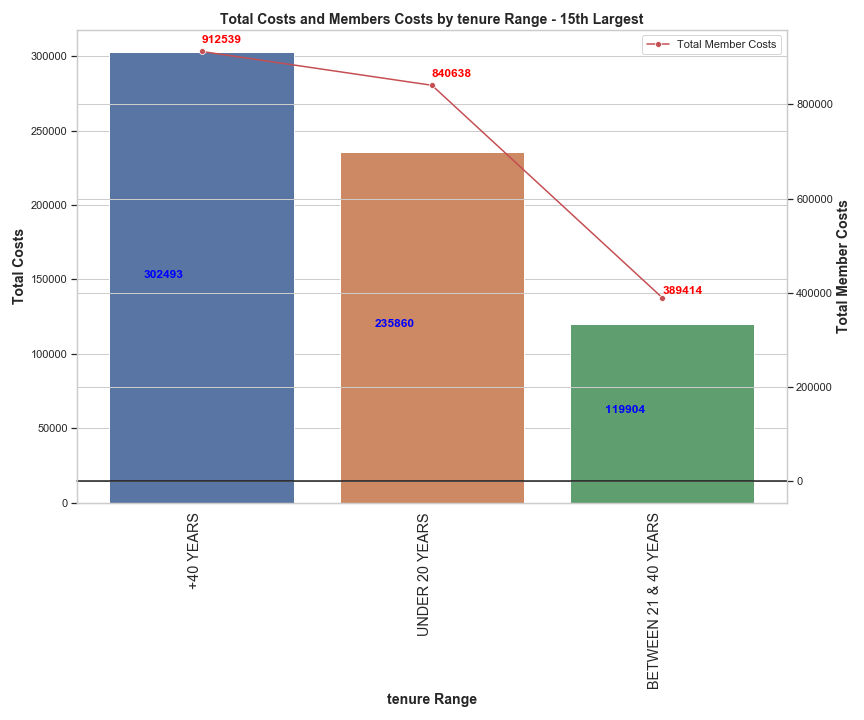 Total Costs and Members Costs by tenure Range - 15th Largest
Total Member Costs
912539
840638
389414
302493
235860
119904
300000
250000
200000
150000
100000
50000
0
800000
600000
400000
200000
0
Total Costs
Total Member Costs
+40 YEARS
UNDER 20 YEARS
BETWEEN 21 & 40 YEARS
tenure Range